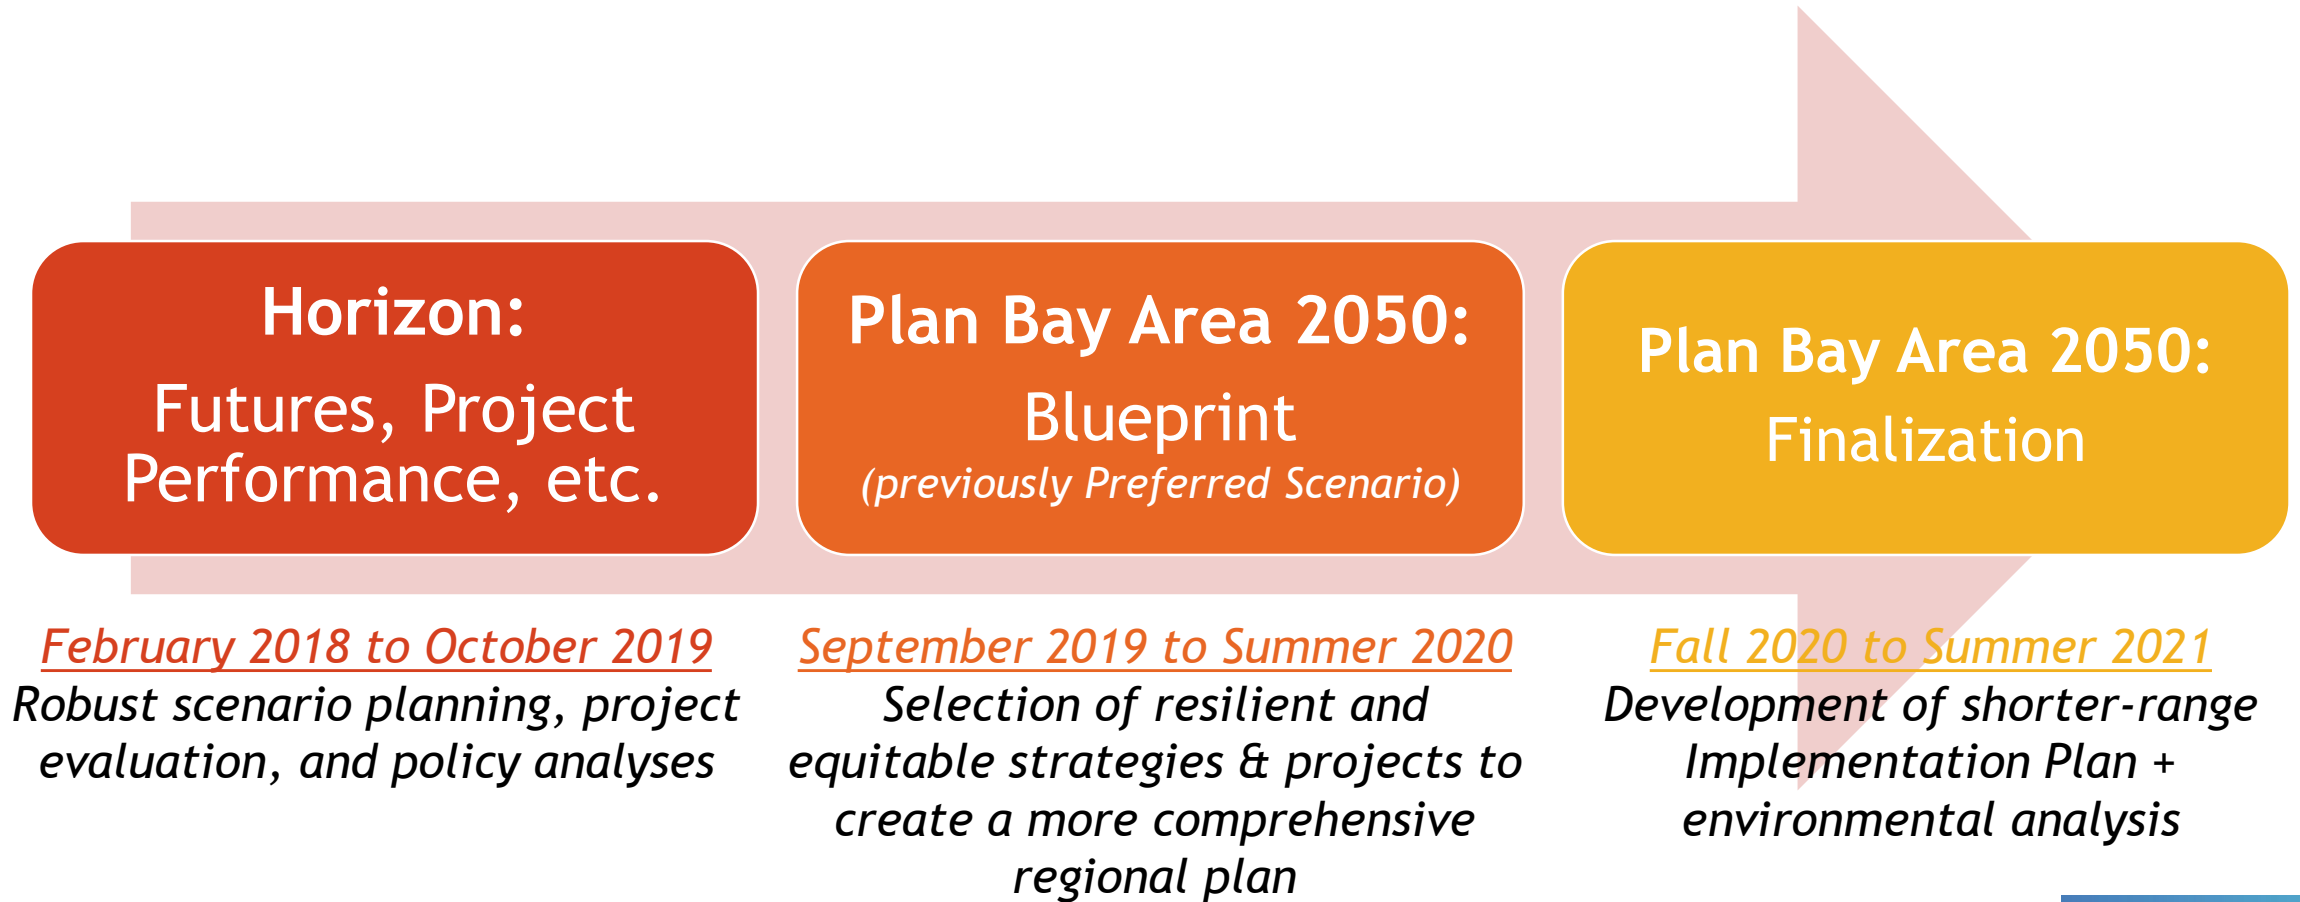 Horizon:
Futures, Project
Performance, etc.
Plan Bay Area 2050:
Blueprint
(previously Preferred Scenario)
Plan Bay Area 2050:
Finalization
February 2018 to October 2019
Robust scenario planning, project
evaluation, and policy analyses
September 2019 to Summer 2020
Selection of resilient and
equitable strategies & projects to
create a more comprehensive
regional plan
Fall 2020 to Summer 2021
Development of shorter-range
Implementation Plan +
environmental analysis